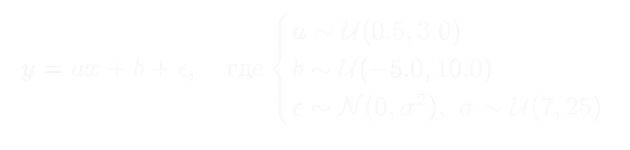 y = ax + b + ϵ, где { a ∼ U(0.5, 3.0)
b ∼ U(−5.0, 10.0)
ϵ ∼ N(0, σ²), σ ∼ U(7, 25)